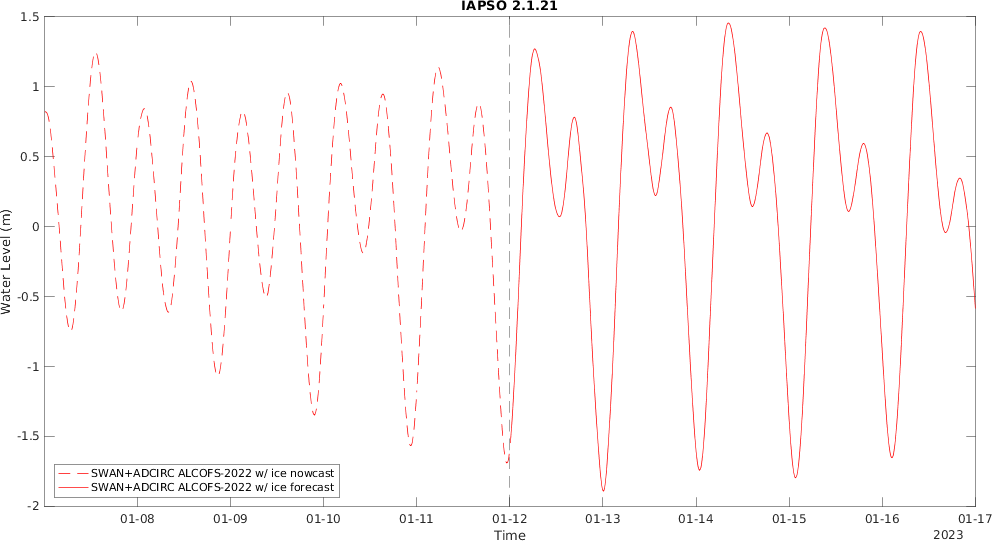 IAPSO 2.1.21
1.5
1
0.5
0
-0.5
-1
-1.5
-2
Water Level (m)
SWAN+ADCIRC ALCOFS-2022 w/ ice nowcast
SWAN+ADCIRC ALCOFS-2022 w/ ice forecast
01-08 01-09 01-10 01-11 01-12 01-13 01-14 01-15 01-16 01-17
Time
2023